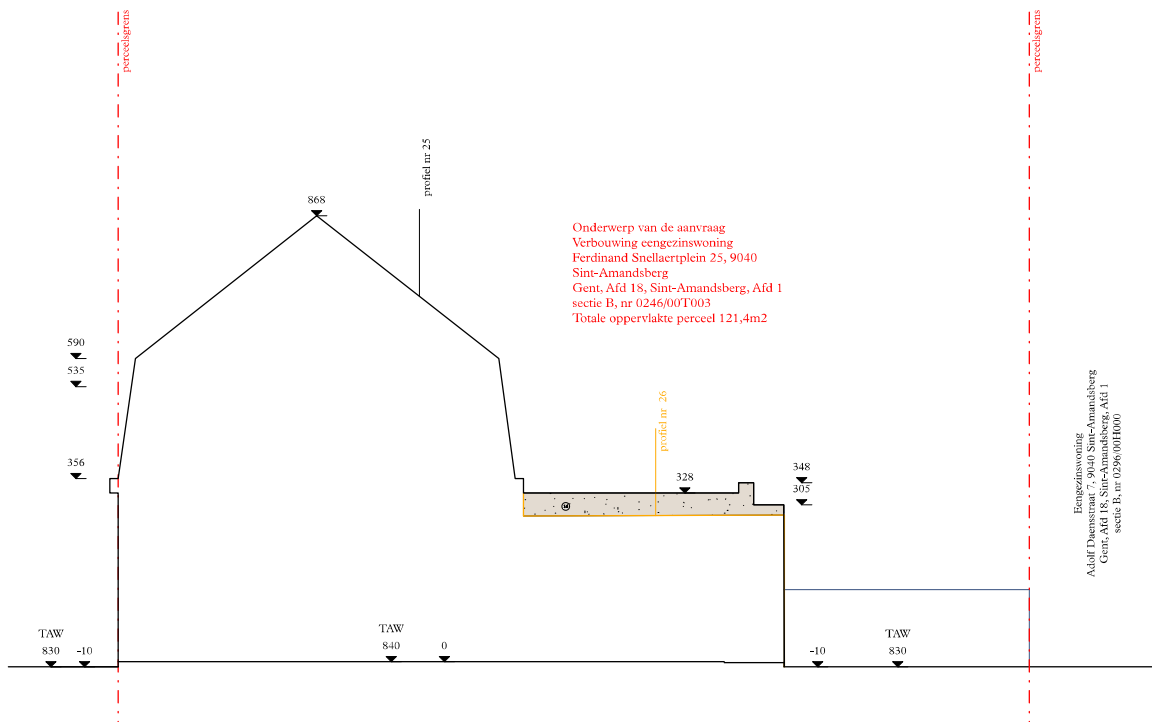 perceelsgrens
perceelsgrens
profiel nr 25
868
Onderwerp van de aanvraag
Verbouwing eengezinswoning
Ferdinand Snellaertplein 25, 9040
Sint-Amandsberg
Gent, Afd 18, Sint-Amandsberg, Afd 1
sectie B, nr 0246/00T003
Totale oppervlakte perceel 121,4m2
590
535
profiel nr 26
356
328
348
305
Eengezinswoning
Adolf Daensstraat 7, 9040 Sint-Amandsberg
Gent, Afd 18, Sint-Amandsberg, Afd 1
sectie B, nr 0296/00H000
TAW
830
-10
TAW
840
0
-10
TAW
830